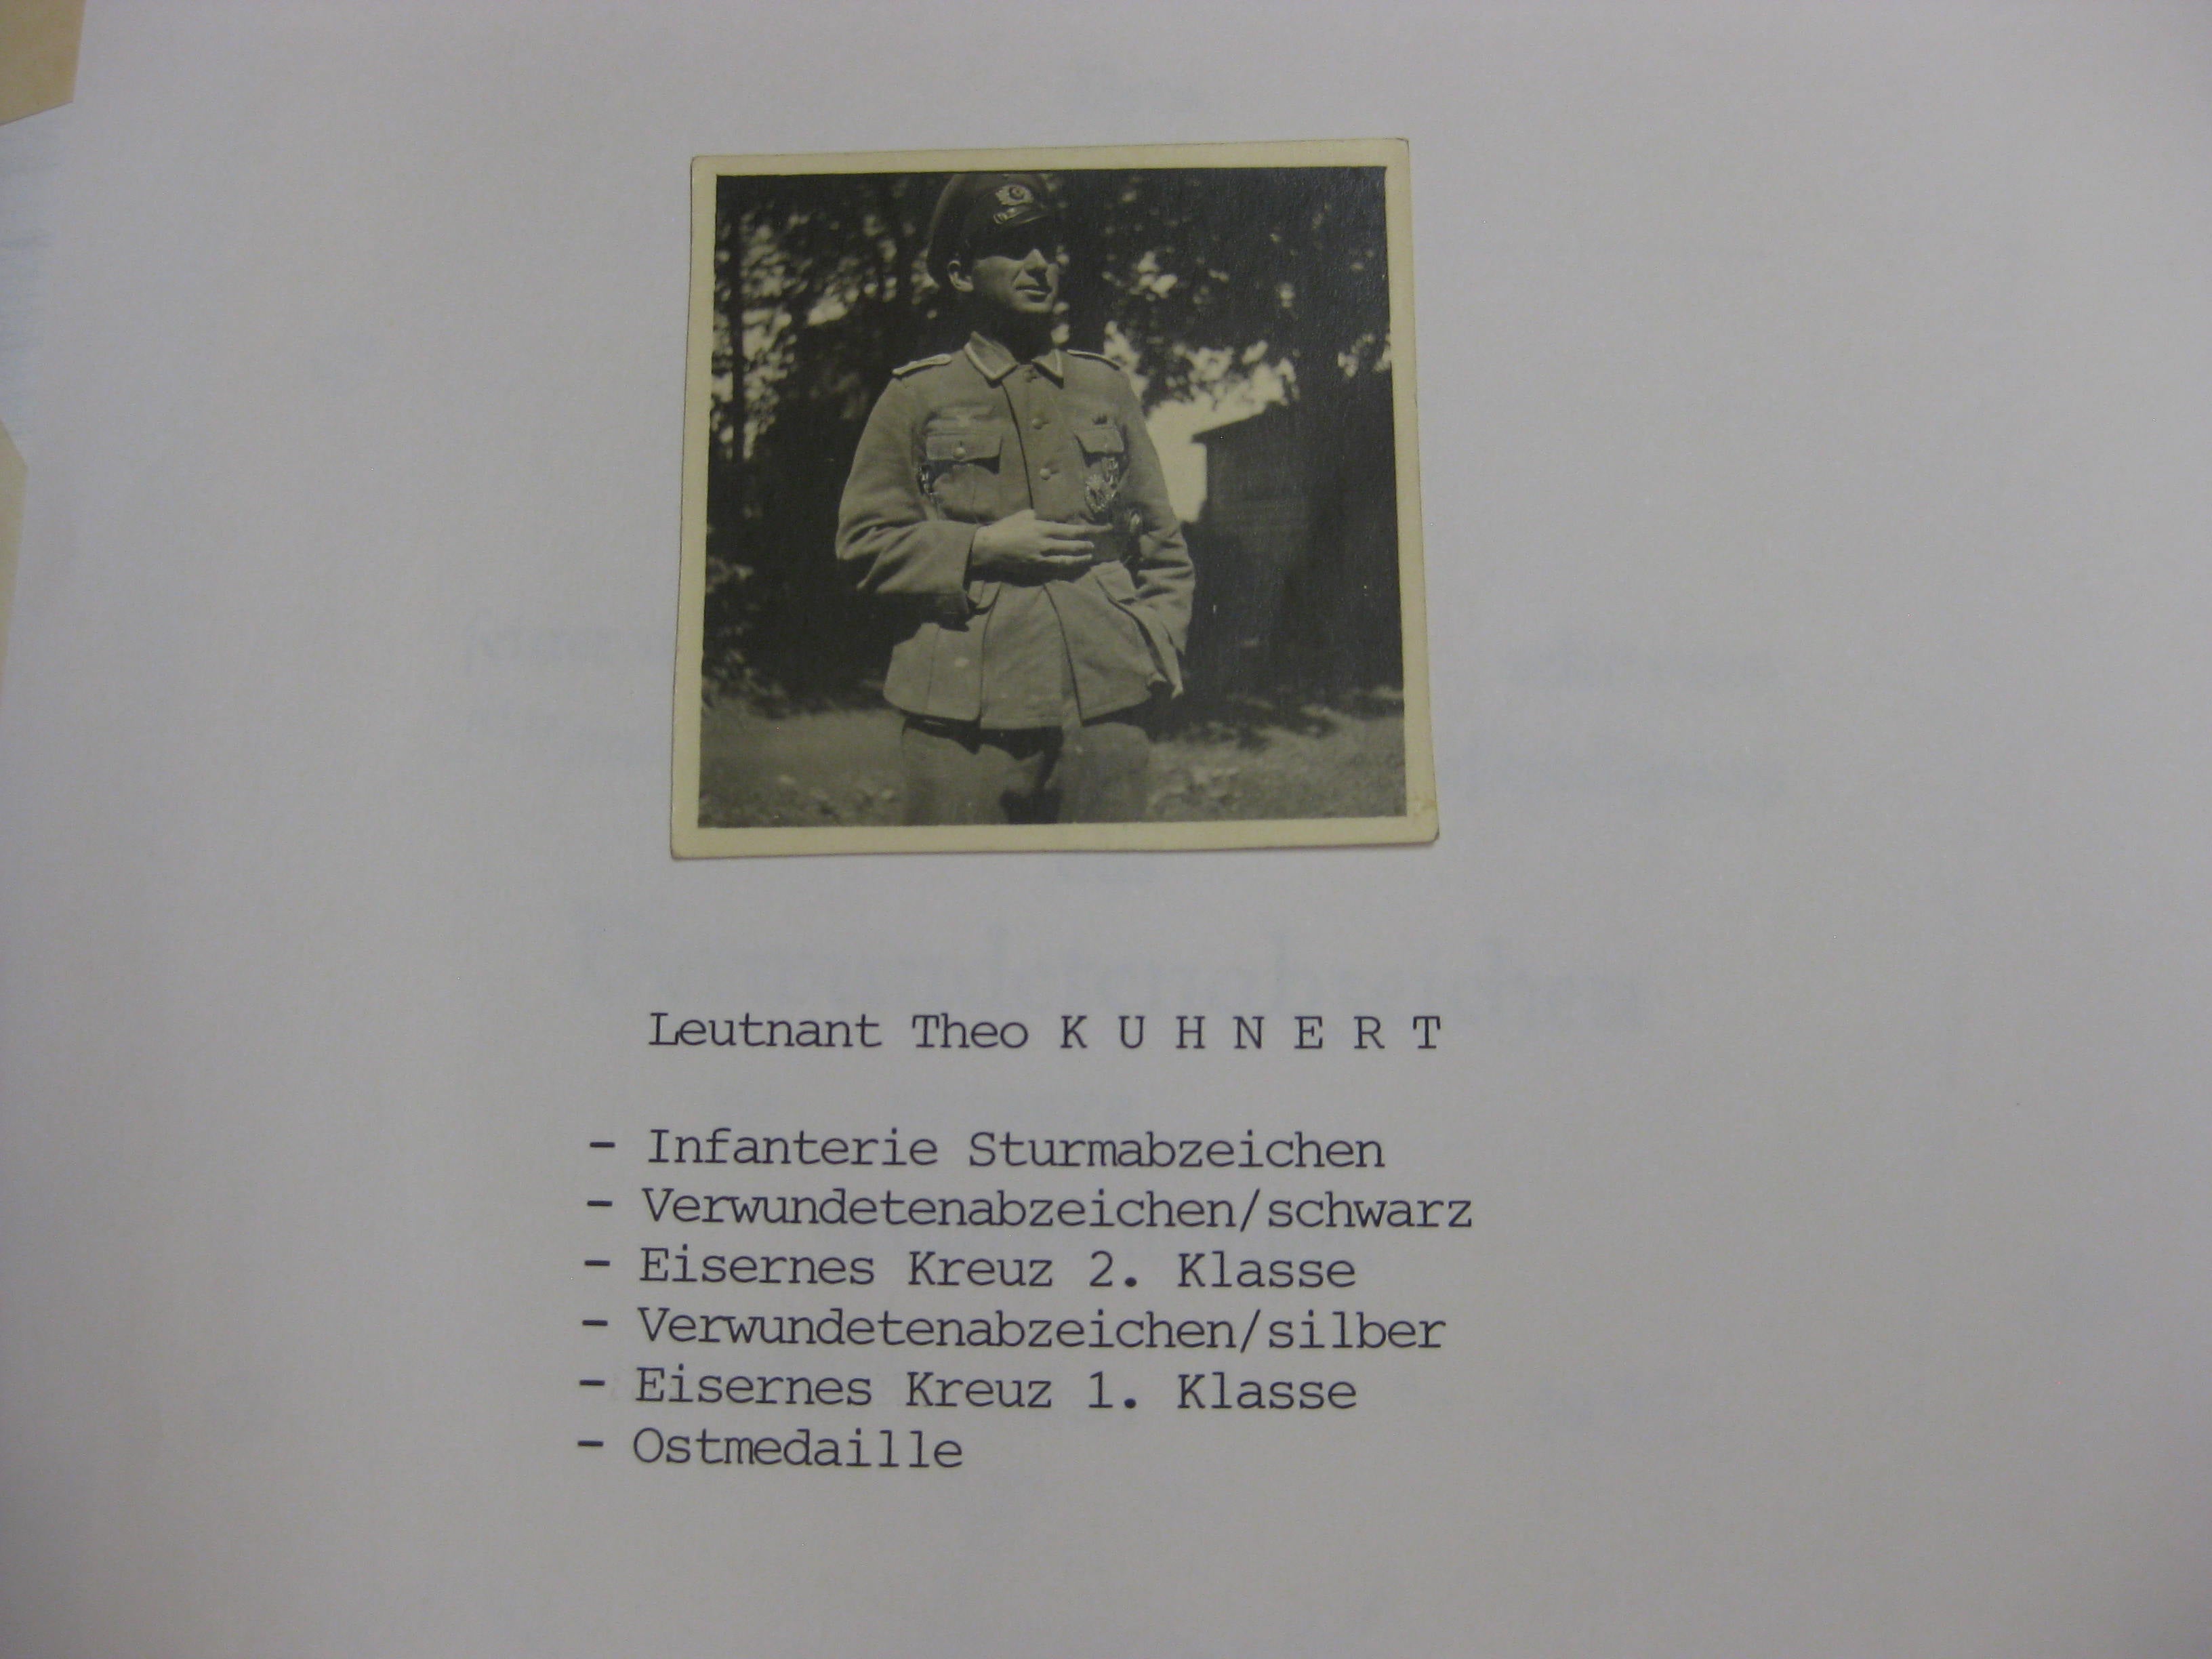 Leutnant Theo K U H N E R T
- Infanterie Sturmabzeichen
- Verwundetenabzeichen/schwarz
- Eisernes Kreuz 2. Klasse
- Verwundetenabzeichen/silber
- Eisernes Kreuz 1. Klasse
- Ostmedaille